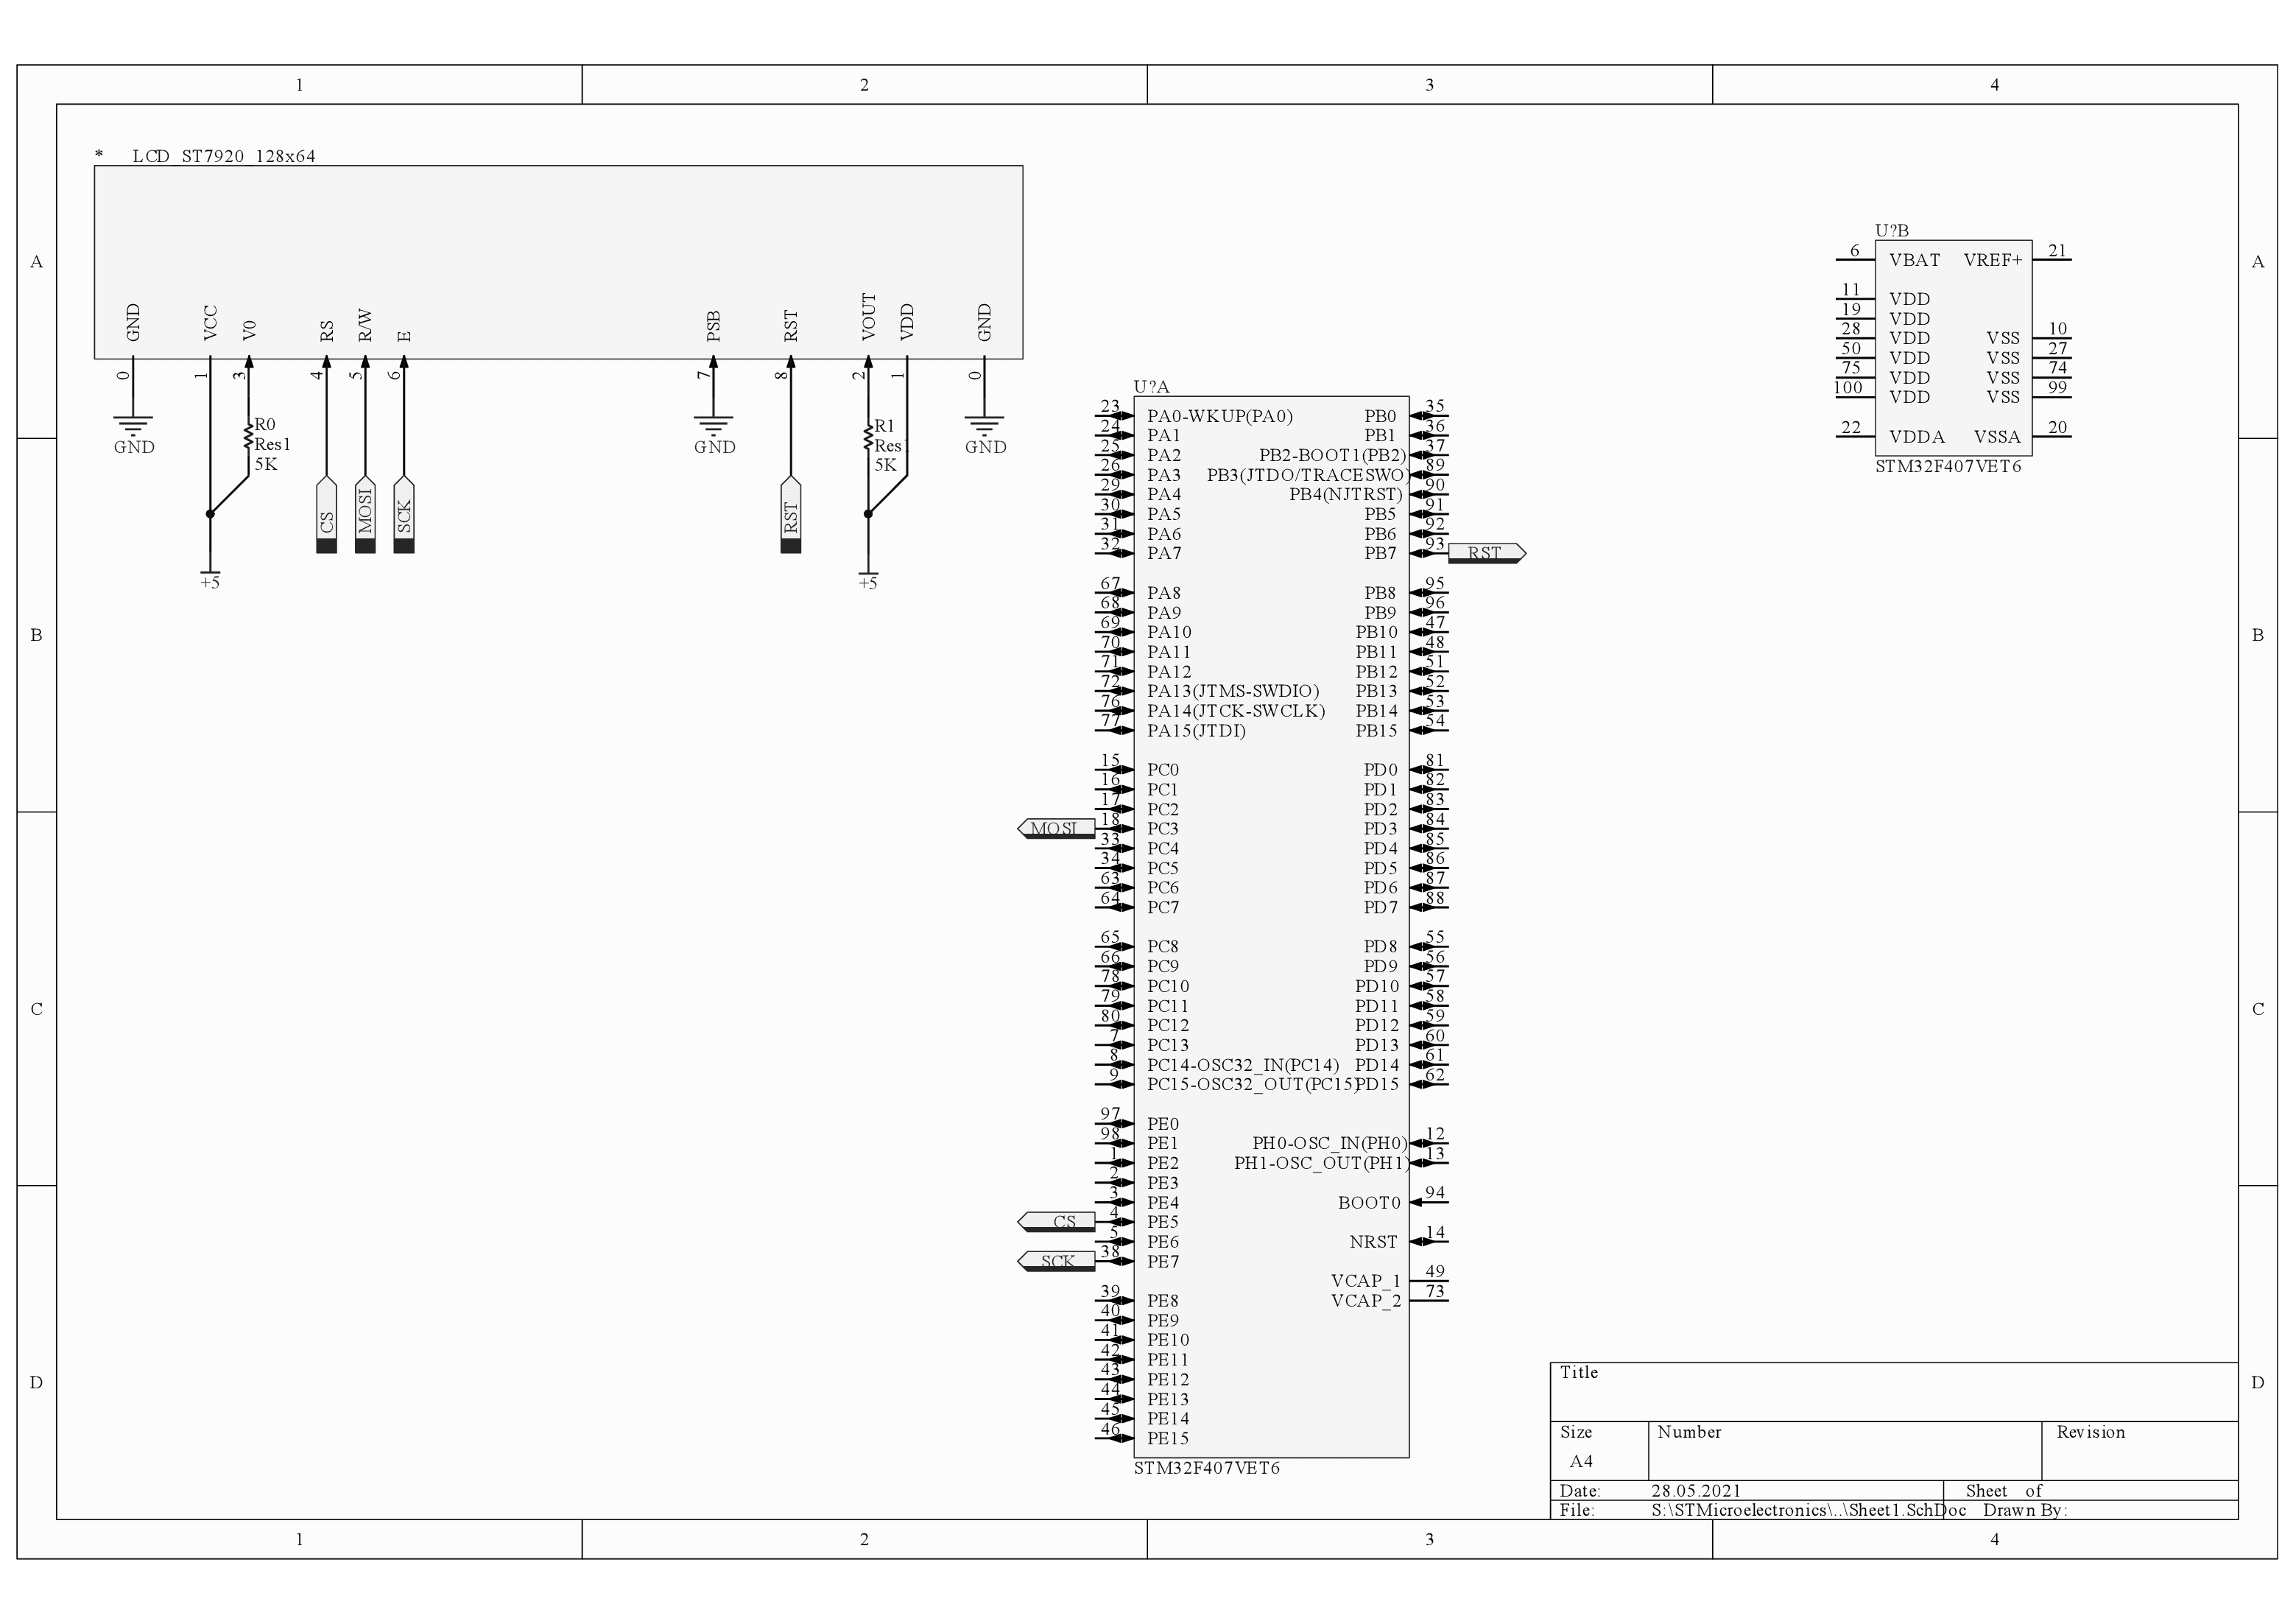 1 2 3 4
A A
B B
C C
D D
1 2 3 4
* LCD_ST7920_128x64
GND VCC V0 RS R/W E PSB RST VOUT VDD GND
0 1 3 4 5 6 7 8 2 1 0
GND
R0
Res1
5K
GND
R1
Res1
5K
GND
CS MOSI SCK RST
+5 +5
U?A
23 PA0-WKUP(PA0) PB0 35
24 PA1 PB1 36
25 PA2 PB2-BOOT1(PB2) 37
26 PA3 PB3(JTDO/TRACESWO) 89
29 PA4 PB4(NJTRST) 90
30 PA5 PB5 91
31 PA6 PB6 92
32 PA7 PB7 93 RST
67 PA8 PB8 95
68 PA9 PB9 96
69 PA10 PB10 47
70 PA11 PB11 48
71 PA12 PB12 51
72 PA13(JTMS-SWDIO) PB13 52
76 PA14(JTCK-SWCLK) PB14 53
77 PA15(JTDI) PB15 54
15 PC0 PD0 81
16 PC1 PD1 82
17 PC2 PD2 83
MOSI 18 PC3 PD3 84
33 PC4 PD4 85
34 PC5 PD5 86
63 PC6 PD6 87
64 PC7 PD7 88
65 PC8 PD8 55
66 PC9 PD9 56
78 PC10 PD10 57
79 PC11 PD11 58
80 PC12 PD12 59
7 PC13 PD13 60
8 PC14-OSC32_IN(PC14) PD14 61
9 PC15-OSC32_OUT(PC15) PD15 62
97 PE0
98 PE1 PH0-OSC_IN(PH0) 12
1 PE2 PH1-OSC_OUT(PH1) 13
2 PE3
3 PE4 BOOT0 94
CS 4 PE5
5 PE6 NRST 14
SCK 38 PE7
VCAP_1 49
39 PE8 VCAP_2 73
40 PE9
41 PE10
42 PE11
43 PE12
44 PE13
45 PE14
46 PE15
STM32F407VET6
U?B
6 VBAT VREF+ 21
11 VDD
19 VDD
28 VDD VSS 10
50 VDD VSS 27
75 VDD VSS 74
100 VDD VSS 99
22 VDDA VSSA 20
STM32F407VET6
Title
Size Number Revision
A4
Date: 28.05.2021 Sheet of
File: S:\STMicroelectronics\..\Sheet1.SchDoc Drawn By: